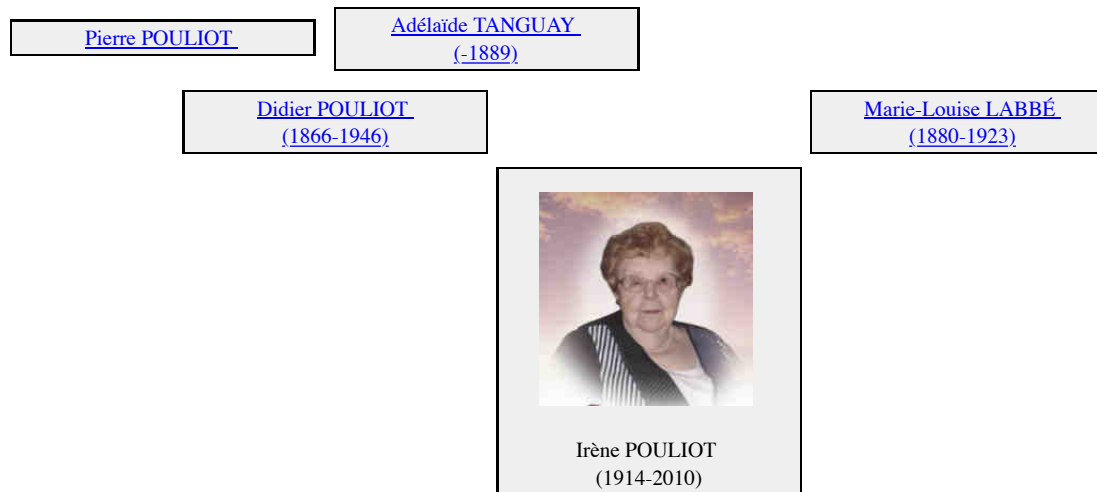 Pierre POULIOT
Adélaïde TANGUAY
(-1889)
Didier POULIOT
(1866-1946)
Marie-Louise LABBÉ
(1880-1923)
Irène POULIOT
(1914-2010)